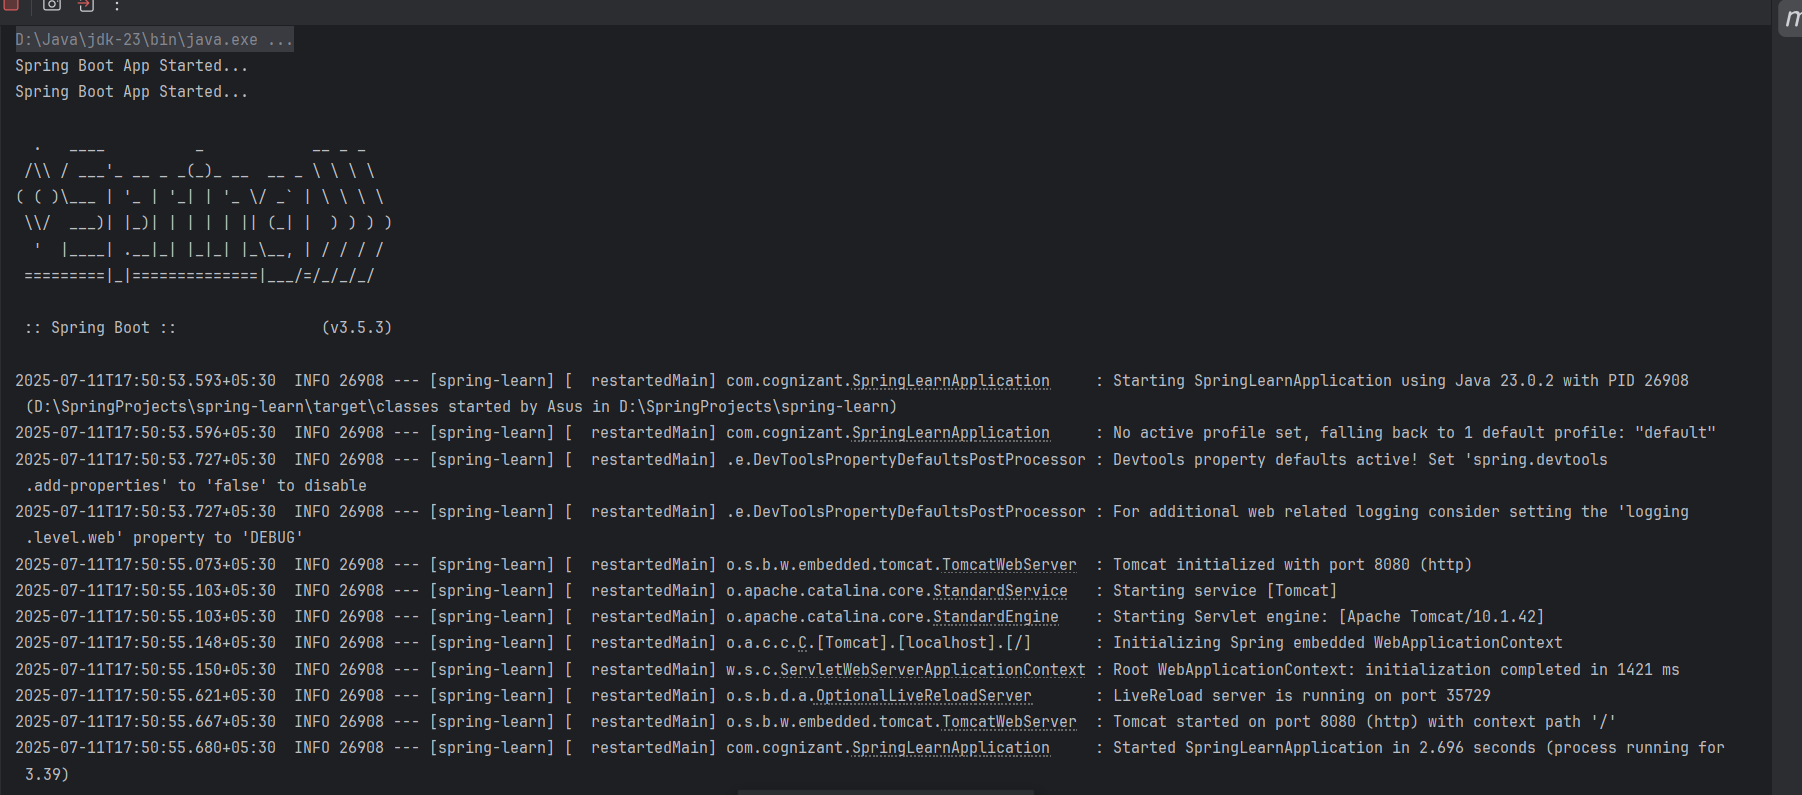 D:\Java\jdk-23\bin\java.exe ...
Spring Boot App Started...
Spring Boot App Started...

  .   ____          _            __ _ _
 /\\ / ___'_ __ _ _(_)_ __  __ _ \ \ \ \
( ( )\___ | '_ | '_| | '_ \/ _` | \ \ \ \
 \\/  ___)| |_)| | | | | || (_| |  ) ) ) )
  '  |____| .__|_| |_|_| |_\__, | / / / /
 =========|_|==============|___/=/_/_/_/

 :: Spring Boot ::                (v3.5.3)

2025-07-11T17:50:53.593+05:30  INFO 26908 --- [spring-learn] [  restartedMain] com.cognizant.SpringLearnApplication     : Starting SpringLearnApplication using Java 23.0.2 with PID 26908
 (D:\SpringProjects\spring-learn\target\classes started by Asus in D:\SpringProjects\spring-learn)
2025-07-11T17:50:53.596+05:30  INFO 26908 --- [spring-learn] [  restartedMain] com.cognizant.SpringLearnApplication     : No active profile set, falling back to 1 default profile: "default"
2025-07-11T17:50:53.727+05:30  INFO 26908 --- [spring-learn] [  restartedMain] .e.DevToolsPropertyDefaultsPostProcessor : Devtools property defaults active! Set 'spring.devtools
 .add-properties' to 'false' to disable
2025-07-11T17:50:53.727+05:30  INFO 26908 --- [spring-learn] [  restartedMain] .e.DevToolsPropertyDefaultsPostProcessor : For additional web related logging consider setting the 'logging
 .level.web' property to 'DEBUG'
2025-07-11T17:50:55.073+05:30  INFO 26908 --- [spring-learn] [  restartedMain] o.s.b.w.embedded.tomcat.TomcatWebServer  : Tomcat initialized with port 8080 (http)
2025-07-11T17:50:55.103+05:30  INFO 26908 --- [spring-learn] [  restartedMain] o.apache.catalina.core.StandardService   : Starting service [Tomcat]
2025-07-11T17:50:55.103+05:30  INFO 26908 --- [spring-learn] [  restartedMain] o.apache.catalina.core.StandardEngine    : Starting Servlet engine: [Apache Tomcat/10.1.42]
2025-07-11T17:50:55.148+05:30  INFO 26908 --- [spring-learn] [  restartedMain] o.a.c.c.C.[Tomcat].[localhost].[/]       : Initializing Spring embedded WebApplicationContext
2025-07-11T17:50:55.150+05:30  INFO 26908 --- [spring-learn] [  restartedMain] w.s.c.ServletWebServerApplicationContext : Root WebApplicationContext: initialization completed in 1421 ms
2025-07-11T17:50:55.621+05:30  INFO 26908 --- [spring-learn] [  restartedMain] o.s.b.d.a.OptionalLiveReloadServer       : LiveReload server is running on port 35729
2025-07-11T17:50:55.667+05:30  INFO 26908 --- [spring-learn] [  restartedMain] o.s.b.w.embedded.tomcat.TomcatWebServer  : Tomcat started on port 8080 (http) with context path '/'
2025-07-11T17:50:55.680+05:30  INFO 26908 --- [spring-learn] [  restartedMain] com.cognizant.SpringLearnApplication     : Started SpringLearnApplication in 2.696 seconds (process running for
 3.39)